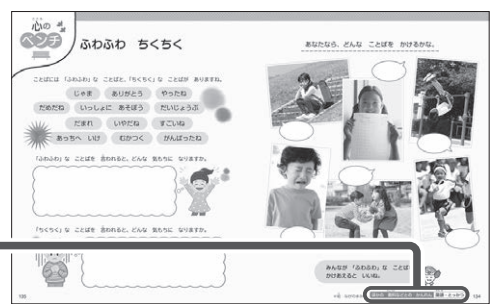 心の
ベンチ
ふわふわ ちくちく
ことばには 「ふわふわ」な ことばと、「ちくちく」な ことばが ありますね。
じゃま ありがとう やったね
だめだね いっしょに あそぼう だいじょうぶ
だまれ いやだね すごいね
あっちへ いけ むかつく がんばったね
「ふわふわ」な ことばを 言われると、どんな 気もちに なりますか。
「ちくちく」な ことばを 言われると、どんな 気もちに なりますか。
105
あなたなら、どんな ことばを かけるかな。
みんなが 「ふわふわ」な ことば
かけあえると いいね。
104